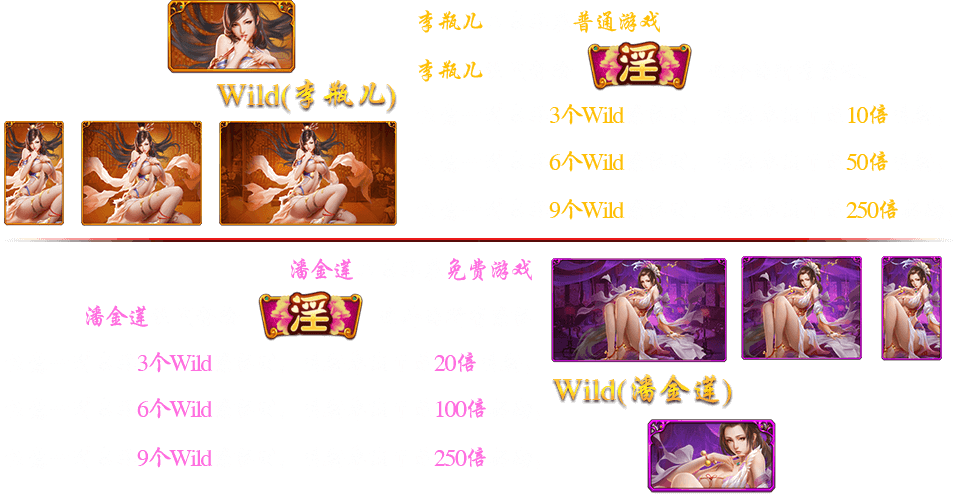 李瓶儿 普通游戏
李瓶儿 淫
Wild(李瓶儿)
3个Wild 10倍
6个Wild 50倍
9个Wild 250倍
潘金莲 免费游戏
潘金莲 淫
3个Wild 20倍
6个Wild 100倍
9个Wild 250倍
Wild(潘金莲)